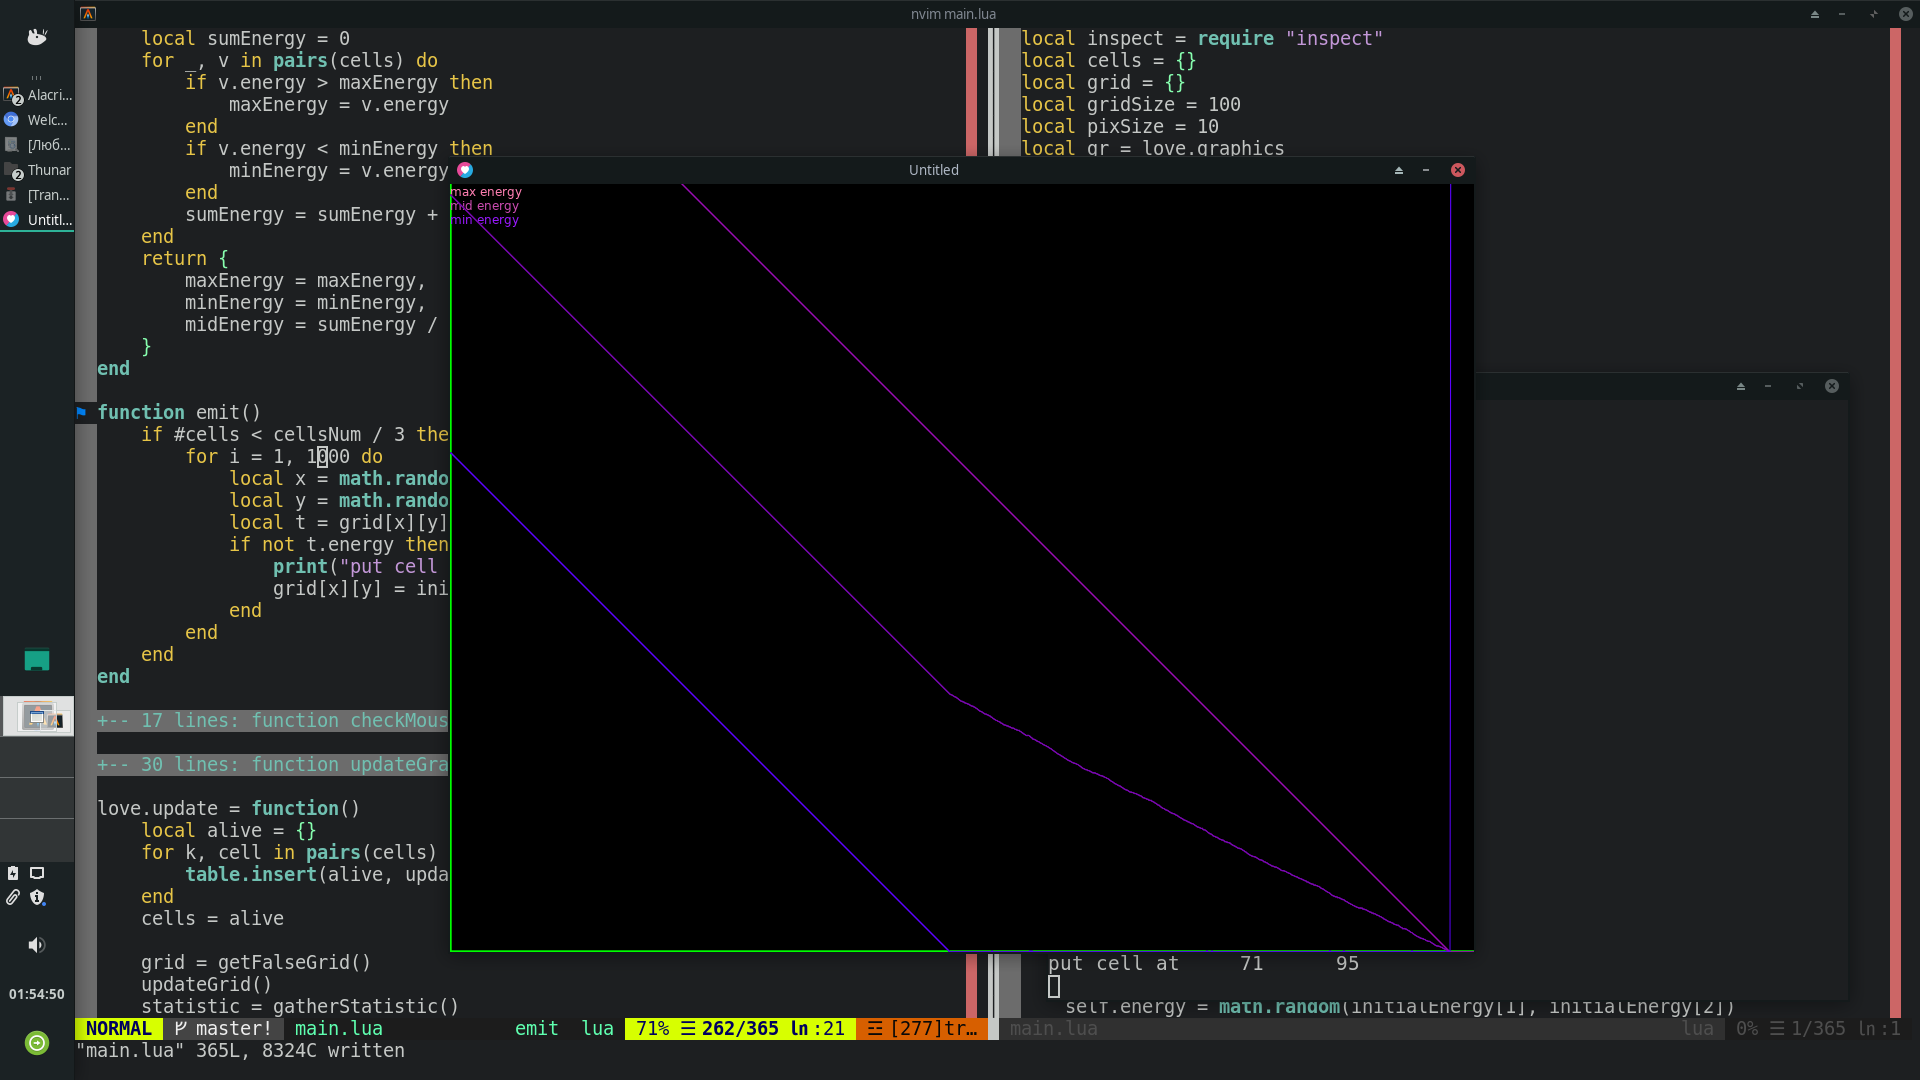 nvim main.lua
Alacri...
2
Welc...
[Люб...
Thunar
2
[Tran...
Untitl...
01:54:50
local sumEnergy = 0
for _, v in pairs(cells) do
if v.energy > maxEnergy then
maxEnergy = v.energy
end
if v.energy < minEnergy then
minEnergy = v.energy
end
sumEnergy = sumEnergy +
end
return {
maxEnergy = maxEnergy,
minEnergy = minEnergy,
midEnergy = sumEnergy /
}
end
function emit()
if #cells < cellsNum / 3 the
for i = 1, 1000 do
local x = math.rando
local y = math.rando
local t = grid[x][y]
if not t.energy then
print("put cell
grid[x][y] = ini
end
end
end
end
+-- 17 lines: function checkMous
+-- 30 lines: function updateGra
love.update = function()
local alive = {}
for k, cell in pairs(cells)
table.insert(alive, upda
end
cells = alive
grid = getFalseGrid()
updateGrid()
statistic = gatherStatistic()
NORMAL master! main.lua emit lua 71% ☰ 262/365 ln:21 ☲ [277]tr…
"main.lua" 365L, 8324C written
local inspect = require "inspect"
local cells = {}
local grid = {}
local gridSize = 100
local pixSize = 10
local gr = love.graphics
Untitled
max energy
mid energy
min energy
put cell at 71 95
self.energy = math.random(initialEnergy[1], initialEnergy[2])
main.lua lua 0% ☰ 1/365 ln:1